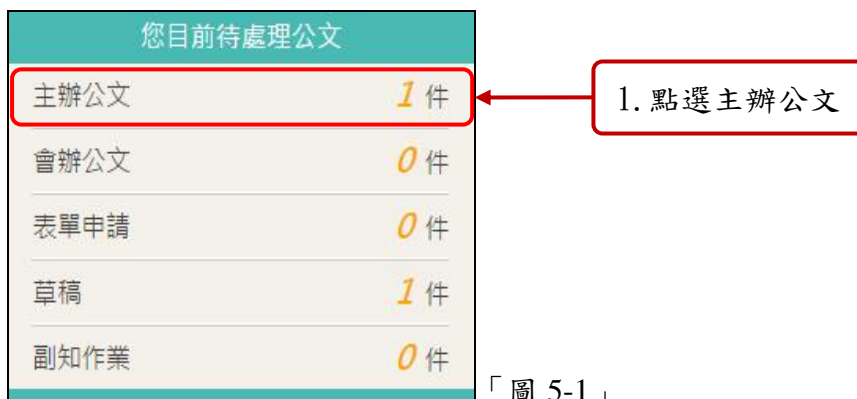 您目前待處理公文
主辦公文 1 件
1. 點選主辦公文
會辦公文 0 件
表單申請 0 件
草稿 1 件
副知作業 0 件
「圖 5-1」